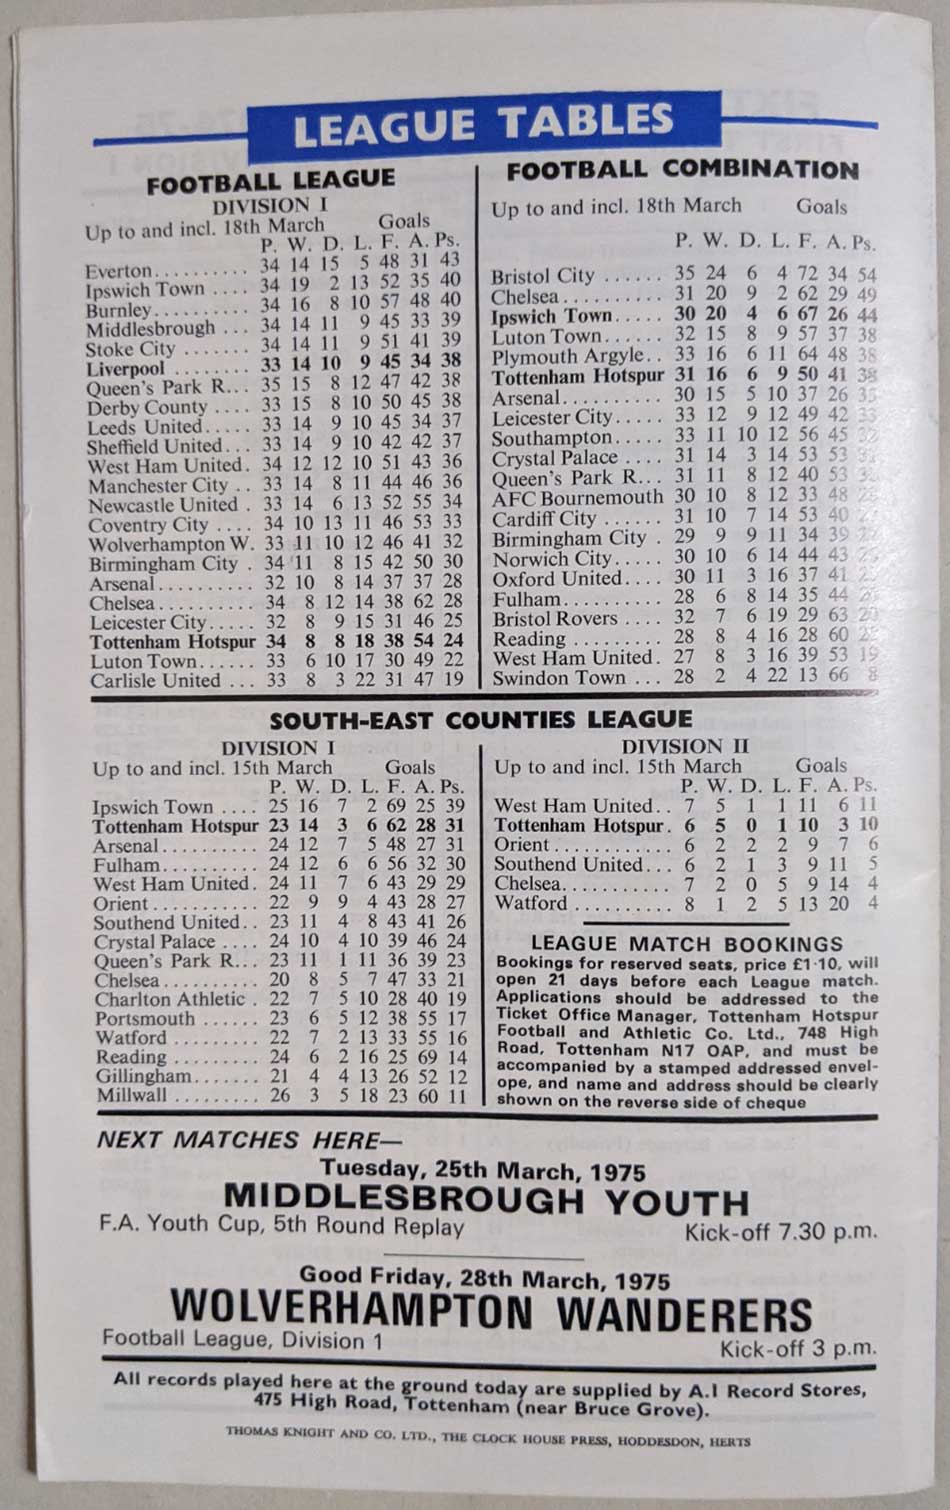 LEAGUE TABLES
FOOTBALL LEAGUE
DIVISION I
Up to and incl. 18th March Goals
P. W. D. L. F. A. Ps.
Everton.......... 34 14 15 5 48 31 43
Ipswich Town .... 34 19 2 13 52 35 40
Burnley.......... 34 16 8 10 57 48 40
Middlesbrough ... 34 14 11 9 45 33 39
Stoke City ....... 34 14 11 9 51 41 39
Liverpool ........ 33 14 10 9 45 34 38
Queen's Park R... 35 15 8 12 47 42 38
Derby County .... 33 15 8 10 50 45 38
Leeds United..... 33 14 9 10 45 34 37
Sheffield United... 33 14 9 10 42 42 37
West Ham United. 34 12 12 10 51 43 36
Manchester City .. 33 14 8 11 44 46 36
Newcastle United . 33 14 6 13 52 55 34
Coventry City .... 34 10 13 11 46 53 33
Wolverhampton W. 33 11 10 12 46 41 32
Birmingham City . 34 11 8 15 42 50 30
Arsenal.......... 32 10 8 14 37 37 28
Chelsea.......... 34 8 12 14 38 62 28
Leicester City..... 32 8 9 15 31 46 25
Tottenham Hotspur 34 8 8 18 38 54 24
Luton Town...... 33 6 10 17 30 49 22
Carlisle United ... 33 8 3 22 31 47 19
FOOTBALL COMBINATION
Up to and incl. 18th March Goals
P. W. D. L. F. A. Ps.
Bristol City ...... 35 24 6 4 72 34 54
Chelsea.......... 31 20 9 2 62 29 49
Ipswich Town..... 30 20 4 6 67 26 44
Luton Town...... 32 15 8 9 57 37 38
Plymouth Argyle.. 33 16 6 11 64 48 38
Tottenham Hotspur 31 16 6 9 50 41 38
Arsenal.......... 30 15 5 10 37 26 35
Leicester City..... 33 12 9 12 49 42 33
Southampton..... 33 11 10 12 56 45 32
Crystal Palace .... 31 14 3 14 53 53
Queen's Park R... 31 11 8 12 40 53
AFC Bournemouth 30 10 8 12 33 48
Cardiff City ...... 31 10 7 14 53 40
Birmingham City . 29 9 9 11 34 39
Norwich City..... 30 10 6 14 44 43
Oxford United.... 30 11 3 16 37 41
Fulham.......... 28 6 8 14 35 44
Bristol Rovers .... 32 7 6 19 29 63 20
Reading ......... 28 8 4 16 28 60
West Ham United. 27 8 3 16 39 53 19
Swindon Town ... 28 2 4 22 13 66 8
SOUTH-EAST COUNTIES LEAGUE
DIVISION I
Up to and incl. 15th March Goals
P. W. D. L. F. A. Ps.
Ipswich Town .... 25 16 7 2 69 25 39
Tottenham Hotspur 23 14 3 6 62 28 31
Arsenal.......... 24 12 7 5 48 27 31
Fulham.......... 24 12 6 6 56 32 30
West Ham United. 24 11 7 6 43 29 29
Orient ........... 22 9 9 4 43 28 27
Southend United.. 23 11 4 8 43 41 26
Crystal Palace .... 24 10 4 10 39 46 24
Queen's Park R... 23 11 1 11 36 39 23
Chelsea.......... 20 8 5 7 47 33 21
Charlton Athletic . 22 7 5 10 28 40 19
Portsmouth ...... 23 6 5 12 38 55 17
Watford ......... 22 7 2 13 33 55 16
Reading ......... 24 6 2 16 25 69 14
Gillingham....... 21 4 4 13 26 52 12
Millwall ......... 26 3 5 18 23 60 11
DIVISION II
Up to and incl. 15th March Goals
P. W. D. L. F. A. Ps.
West Ham United.. 7 5 1 1 11 6 11
Tottenham Hotspur. 6 5 0 1 10 3 10
Orient ............ 6 2 2 2 9 7 6
Southend United... 6 2 1 3 9 11 5
Chelsea........... 7 2 0 5 9 14 4
Watford .......... 8 1 2 5 13 20 4
LEAGUE MATCH BOOKINGS
Bookings for reserved seats, price £1·10, will
open 21 days before each League match.
Applications should be addressed to the
Ticket Office Manager, Tottenham Hotspur
Football and Athletic Co. Ltd., 748 High
Road, Tottenham N17 OAP, and must be
accompanied by a stamped addressed envel-
ope, and name and address should be clearly
shown on the reverse side of cheque
NEXT MATCHES HERE—
Tuesday, 25th March, 1975
MIDDLESBROUGH YOUTH
F.A. Youth Cup, 5th Round Replay Kick-off 7.30 p.m.
Good Friday, 28th March, 1975
WOLVERHAMPTON WANDERERS
Football League, Division 1 Kick-off 3 p.m.
All records played here at the ground today are supplied by A.I Record Stores,
475 High Road, Tottenham (near Bruce Grove).
THOMAS KNIGHT AND CO. LTD., THE CLOCK HOUSE PRESS, HODDESDON, HERTS